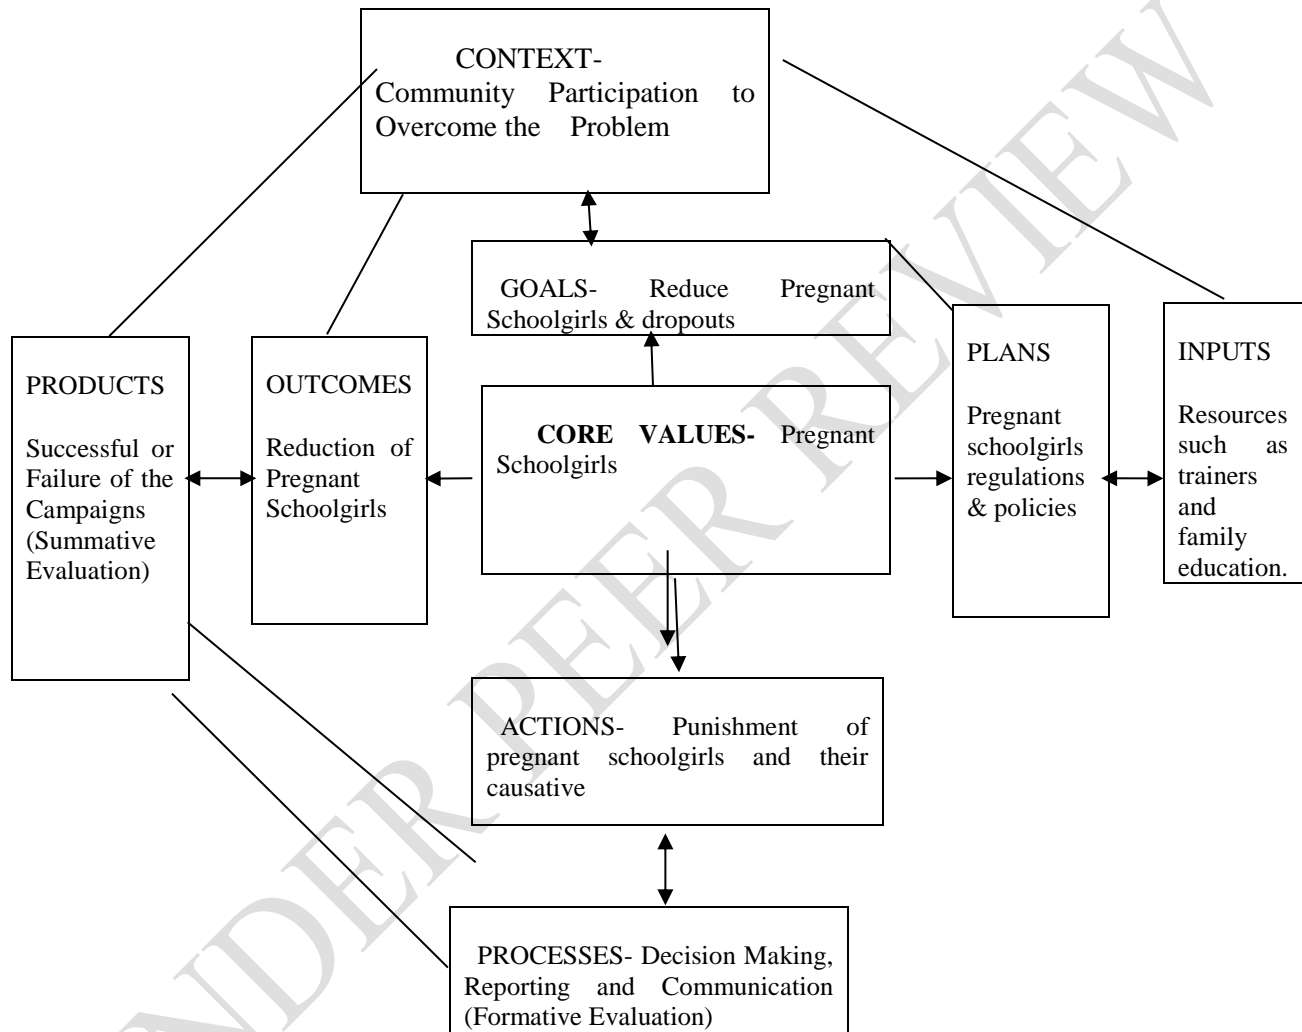 CONTEXT-
Community Participation to
Overcome the Problem
GOALS- Reduce Pregnant
Schoolgirls & dropouts
PRODUCTS
Successful or
Failure of the
Campaigns
(Summative
Evaluation)
OUTCOMES
Reduction of
Pregnant
Schoolgirls
CORE VALUES- Pregnant
Schoolgirls
PLANS
Pregnant
schoolgirls
regulations
& policies
INPUTS
Resources
such as
trainers
and
family
education.
ACTIONS- Punishment of
pregnant schoolgirls and their
causative
PROCESSES- Decision Making,
Reporting and Communication
(Formative Evaluation)
NDER PEER REVIEW